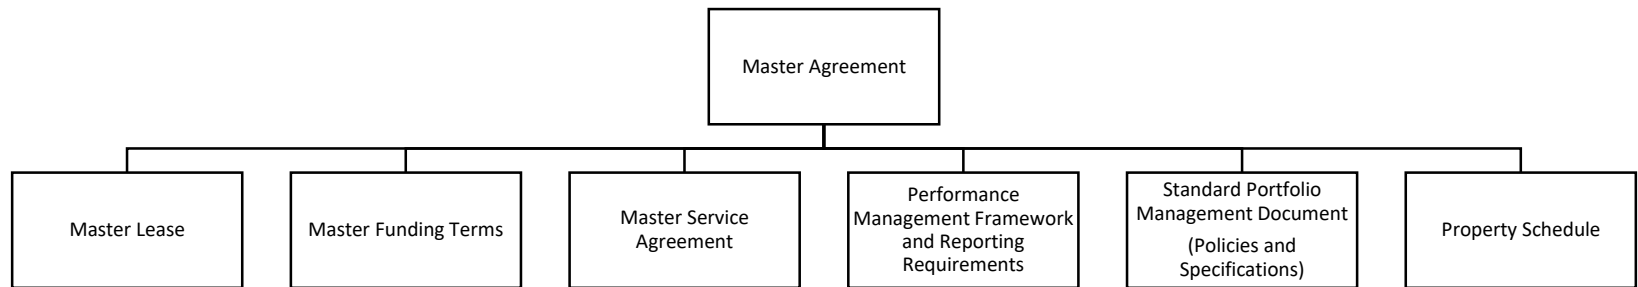 Master Agreement
Master Lease
Master Funding Terms
Master Service
Agreement
Performance
Management Framework
and Reporting
Requirements
Standard Portfolio
Management Document
(Policies and
Specifications)
Property Schedule